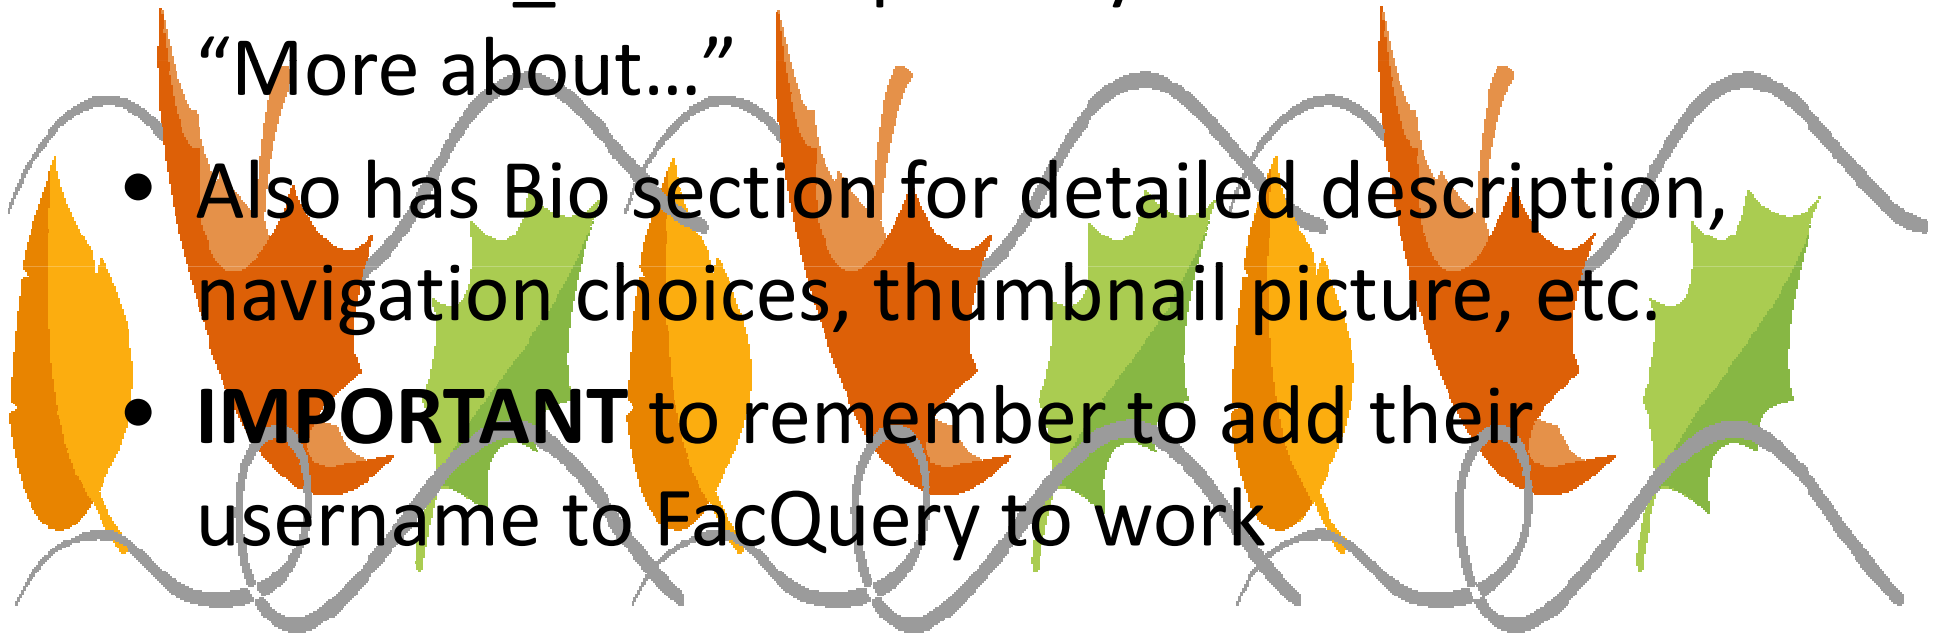 “More about…”
• Also has Bio section for detailed description,
navigation choices, thumbnail picture, etc.
• IMPORTANT to remember to add their
username to FacQuery to work